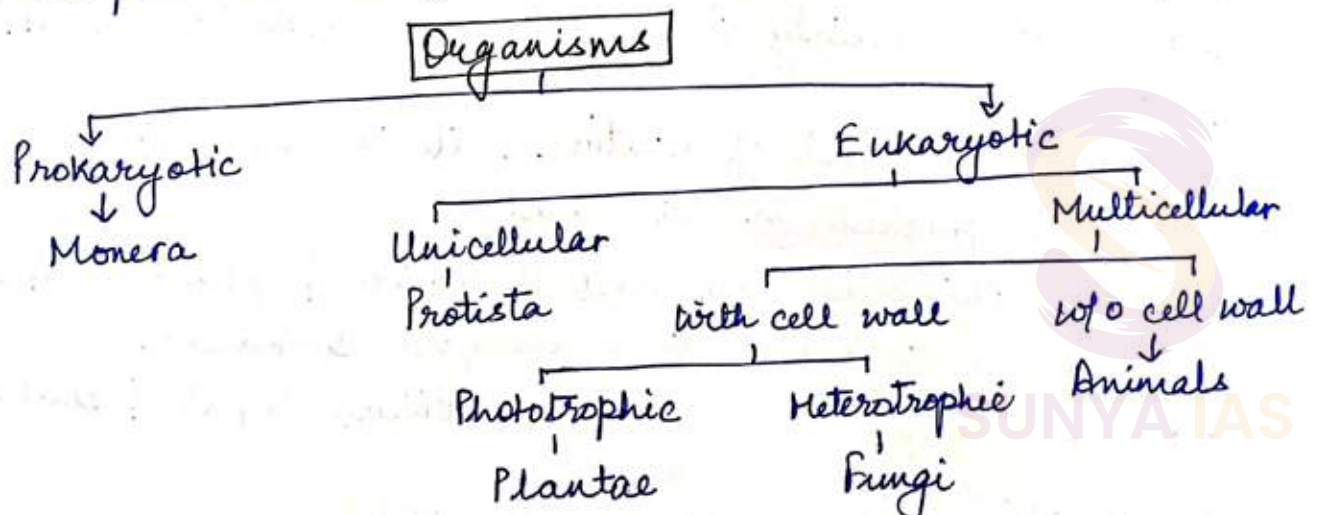 Organisms
Prokaryotic
Eukaryotic
Monera
Unicellular
Multicellular
Protista
With cell wall
w/o cell wall
Phototrophic
Heterotrophic
Animals
Plantae
Fungi
SUNYA IAS